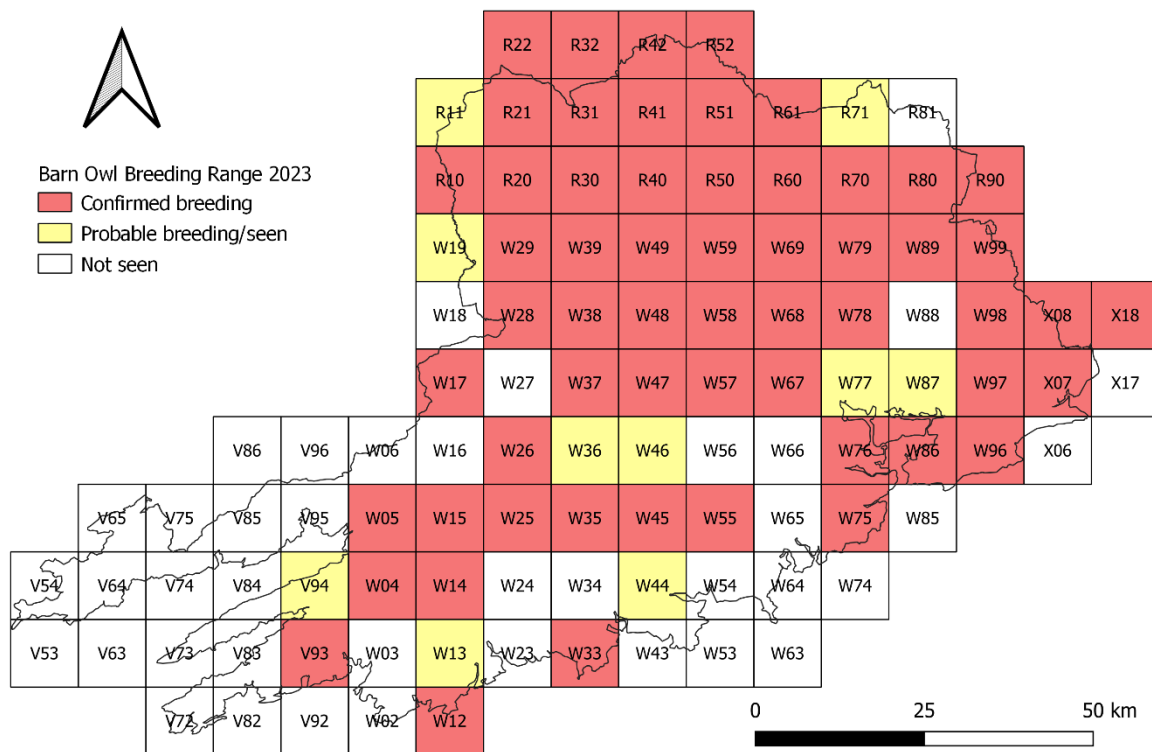 R22 R32 R42 R52
R11 R21 R31 R41 R51 R61 R71 R81
Barn Owl Breeding Range 2023
Confirmed breeding
Probable breeding/seen
Not seen
R10 R20 R30 R40 R50 R60 R70 R80 R90
W19 W29 W39 W49 W59 W69 W79 W89 W99
W18 W28 W38 W48 W58 W68 W78 W88 W98 X08 X18
W17 W27 W37 W47 W57 W67 W77 W87 W97 X07 X17
V86 V96 W06 W16 W26 W36 W46 W56 W66 W76 W86 W96 X06
V65 V75 V85 V95 W05 W15 W25 W35 W45 W55 W65 W75 W85
V54 V64 V74 V84 V94 W04 W14 W24 W34 W44 W54 W64 W74
V53 V63 V73 V83 V93 W03 W13 W23 W33 W43 W53 W63
V72 V82 V92 W02 W12
0 25 50 km